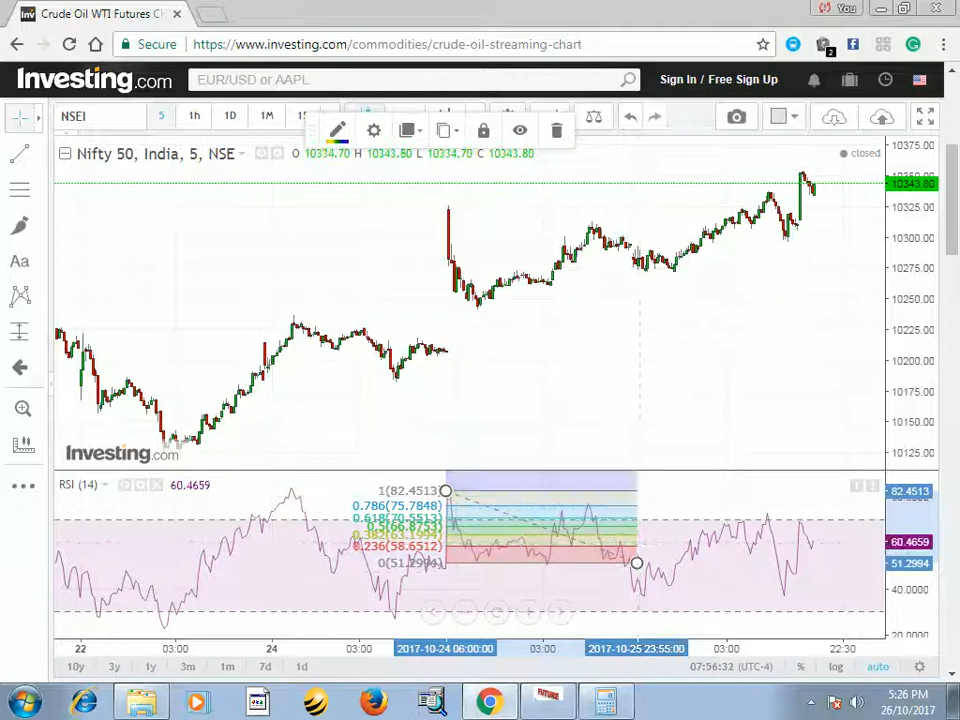 Crude Oil WTI Futures C
You
Secure https://www.investing.com/commodities/crude-oil-streaming-chart
2
Investing.com
EUR/USD or AAPL
Sign In / Free Sign Up
NSEI
5 1h 1D 1M
Nifty 50, India, 5, NSE O 10334.70 H 10343.80 L 10334.70 C 10343.80
closed
10375.00
10343.80
10325.00
10300.00
10275.00
10250.00
10225.00
10200.00
10175.00
10150.00
10125.00
Aa
Investing.com
RSI (14) 60.4659
1(82.4513)
0.786(75.7848)
0.618(70.5513)
0.5(66.8753)
0.382(63.1994)
0.236(58.6512)
0(51.2994)
82.4513
60.4659
51.2994
40.0000
20.0000
22 03:00 24 03:00 2017-10-24 06:00:00 03:00 2017-10-25 23:55:00 03:00 22:30
10y 3y 1y 3m 1m 7d 1d
07:56:32 (UTC-4) % log auto
FUTURE
5:26 PM
26/10/2017